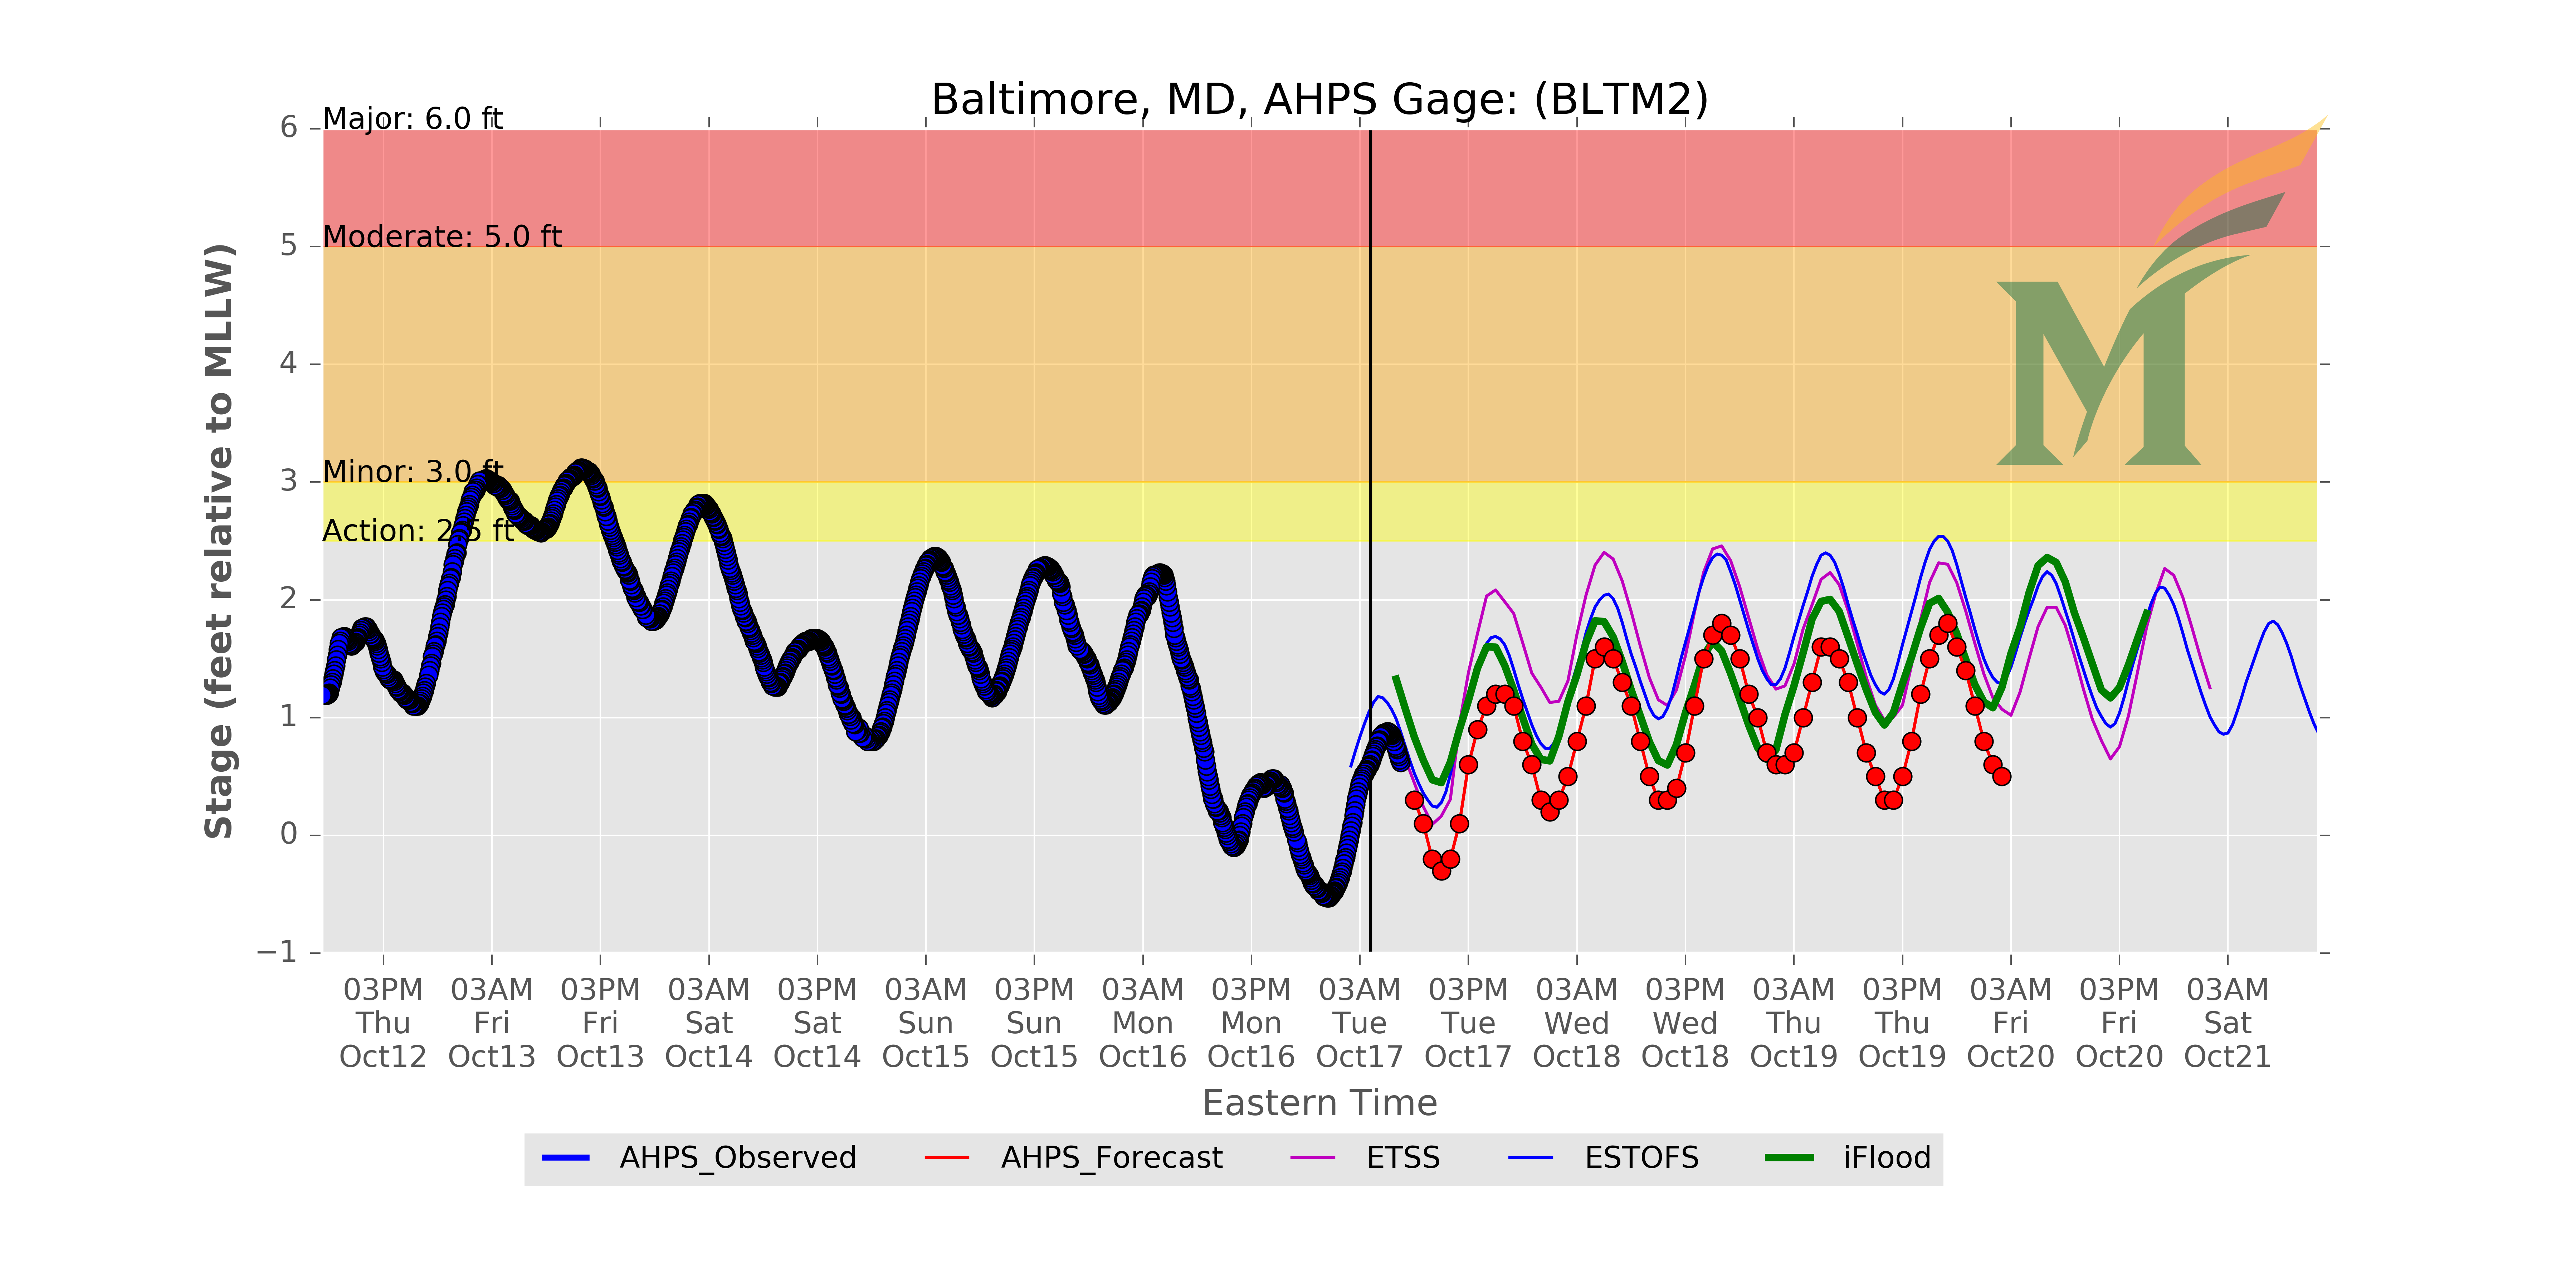 Baltimore, MD, AHPS Gage: (BLTM2)
Major: 6.0 ft
Moderate: 5.0 ft
Minor: 3.0 ft
Action: 2.5 ft
6
5
4
3
2
1
0
−1
Stage (feet relative to MLLW)
03PM 03AM 03PM 03AM 03PM 03AM 03PM 03AM 03PM 03AM 03PM 03AM 03PM 03AM 03PM 03AM 03PM 03AM
Thu Fri Fri Sat Sat Sun Sun Mon Mon Tue Tue Wed Wed Thu Thu Fri Fri Sat
Oct12 Oct13 Oct13 Oct14 Oct14 Oct15 Oct15 Oct16 Oct16 Oct17 Oct17 Oct18 Oct18 Oct19 Oct19 Oct20 Oct20 Oct21
Eastern Time
AHPS_Observed AHPS_Forecast ETSS ESTOFS iFlood
M